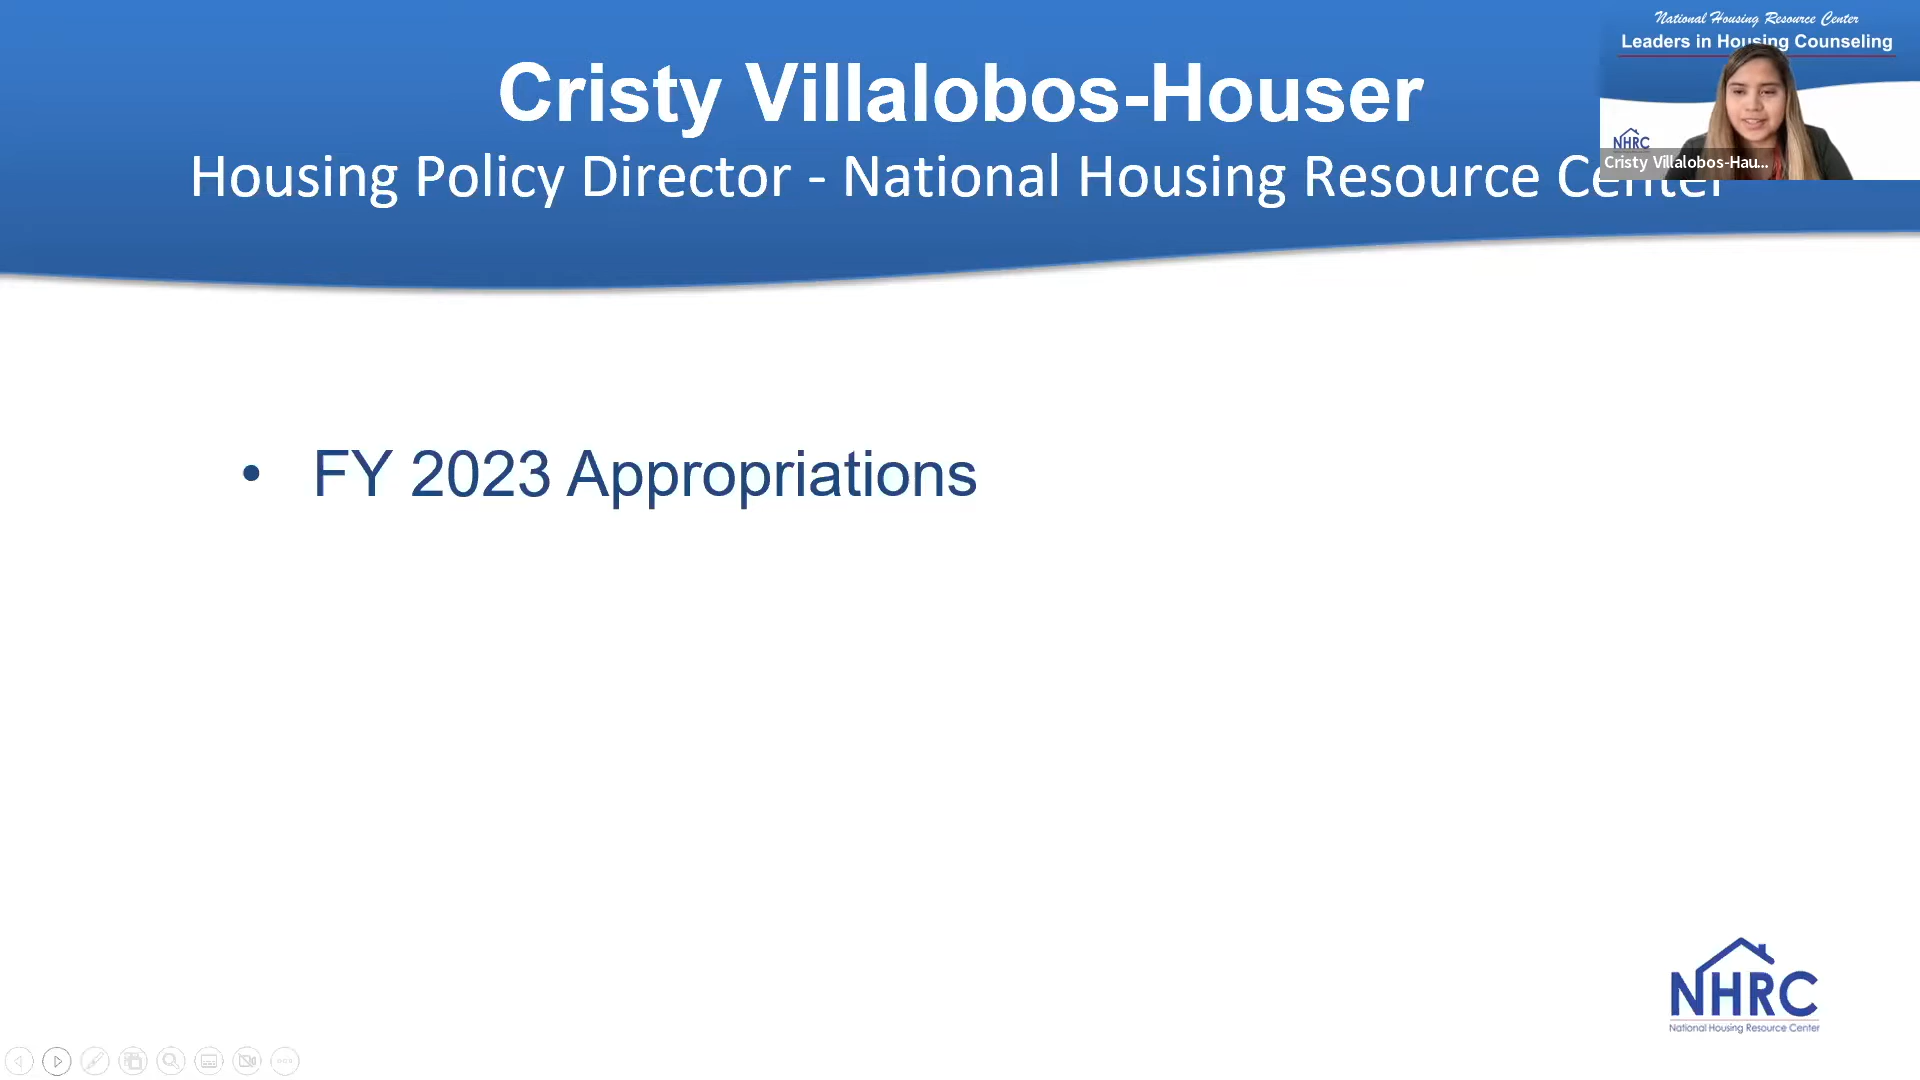 Cristy Villalobos-Houser
Housing Policy Director - National Housing Resource Center
National Housing Resource Center
Leaders in Housing Counseling
NHRC
Cristy Villalobos-Hau...
• FY 2023 Appropriations
NHRC
National Housing Resource Center